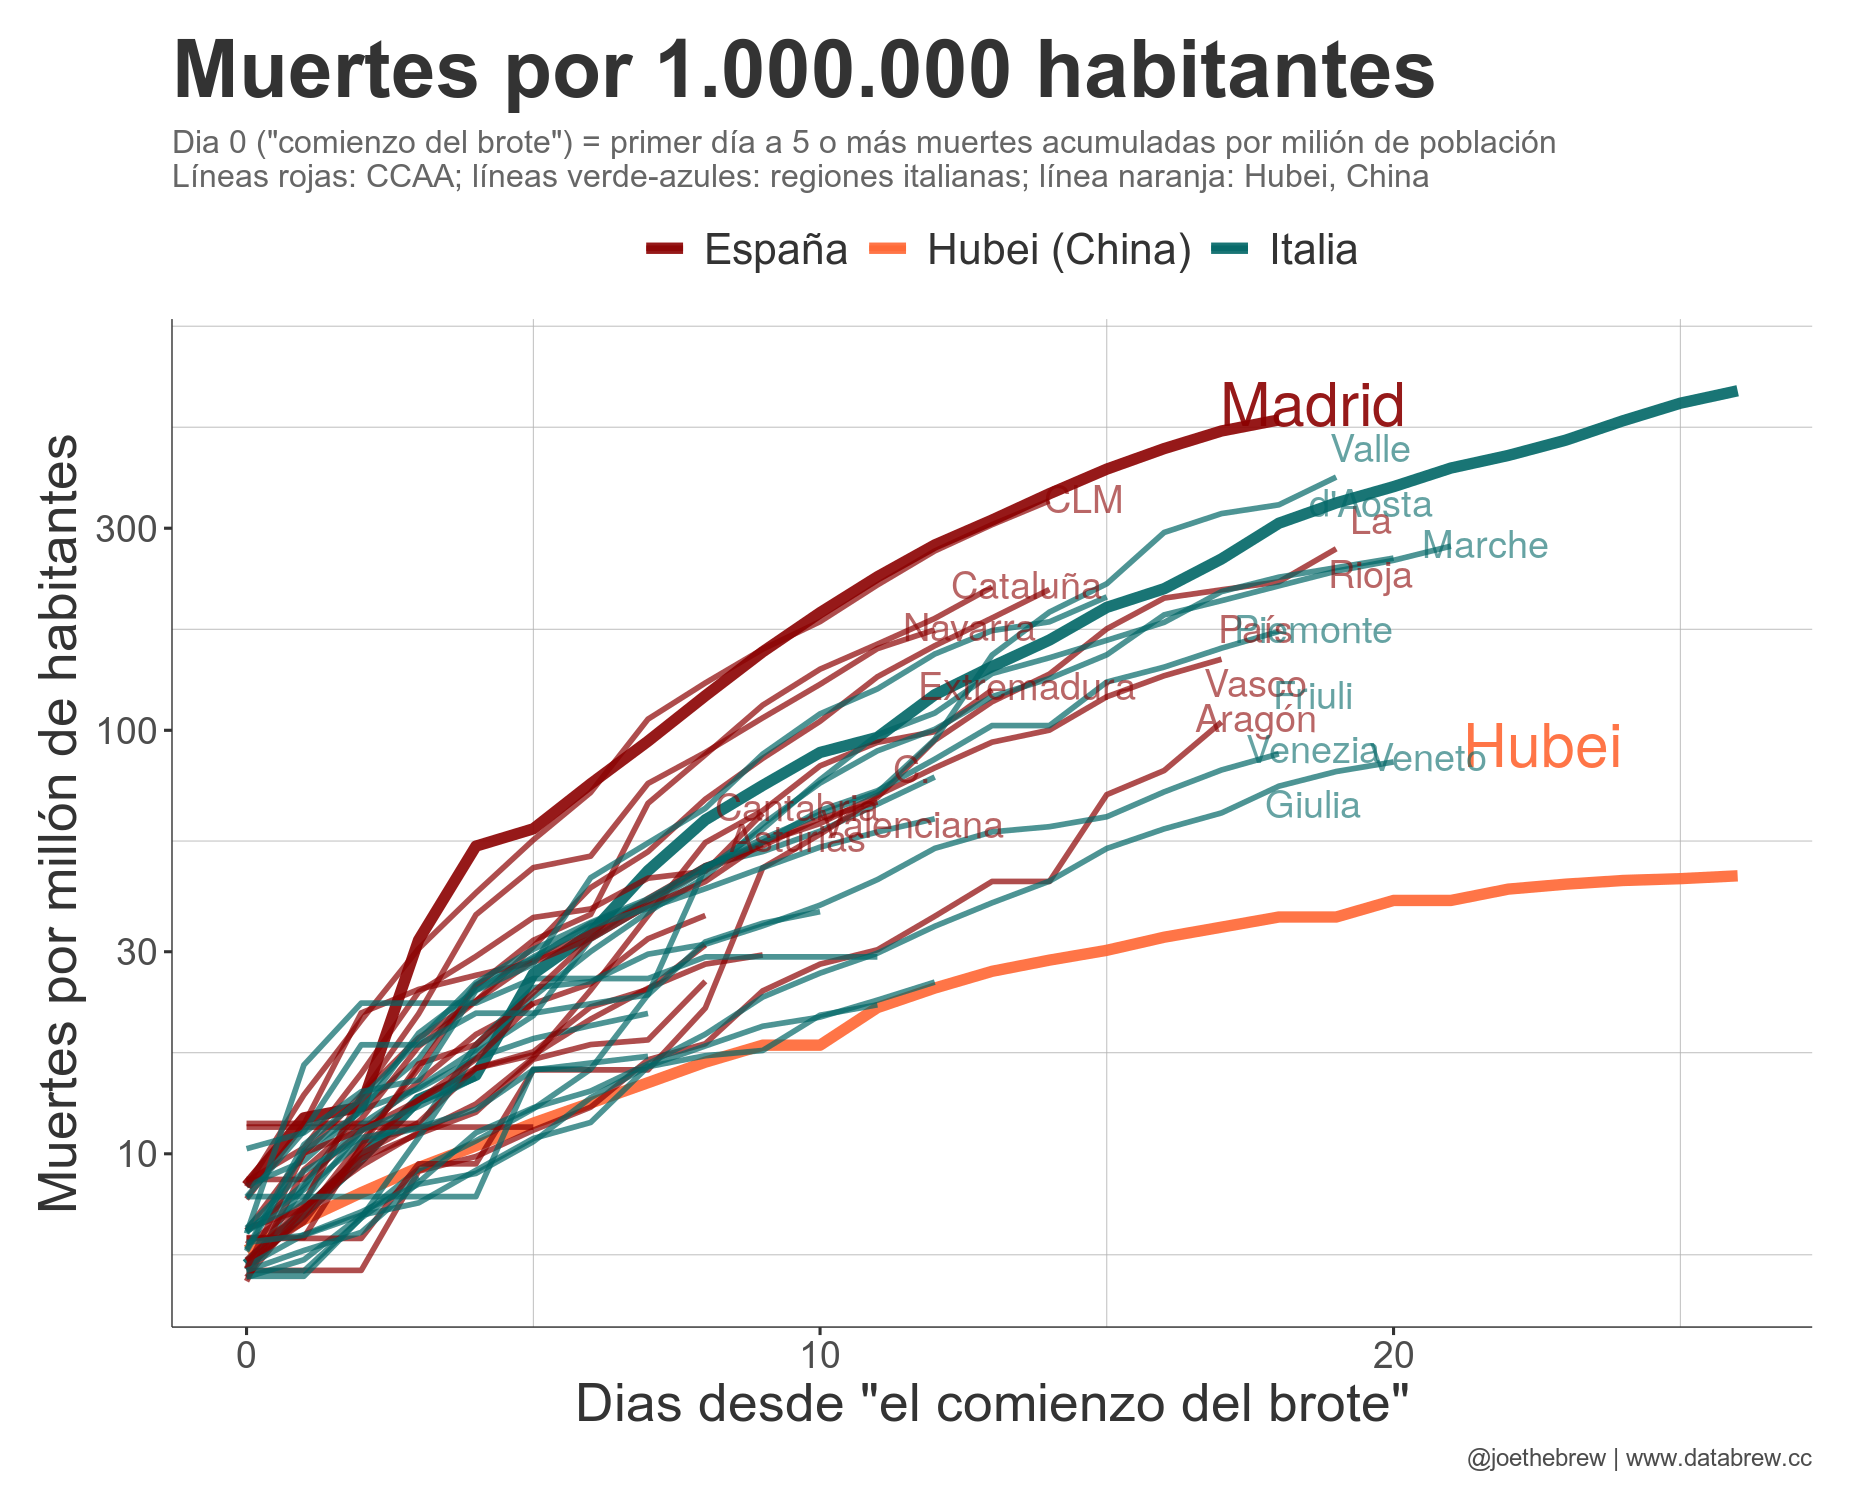 Muertes por 1.000.000 habitantes
Dia 0 ("comienzo del brote") = primer día a 5 o más muertes acumuladas por milión de población
Líneas rojas: CCAA; líneas verde-azules: regiones italianas; línea naranja: Hubei, China
España
Hubei (China)
Italia
Muertes por millón de habitantes
300
100
30
10
Madrid
Valle
d'Aosta
CLM
La
Rioja
Marche
Cataluña
Navarra
País
Vasco
Piemonte
Extremadura
Friuli
Venezia
Giulia
Aragón
Veneto
Hubei
C.
Valenciana
Cantabria
Asturias
0
10
20
Dias desde "el comienzo del brote"
@joethebrew | www.databrew.cc